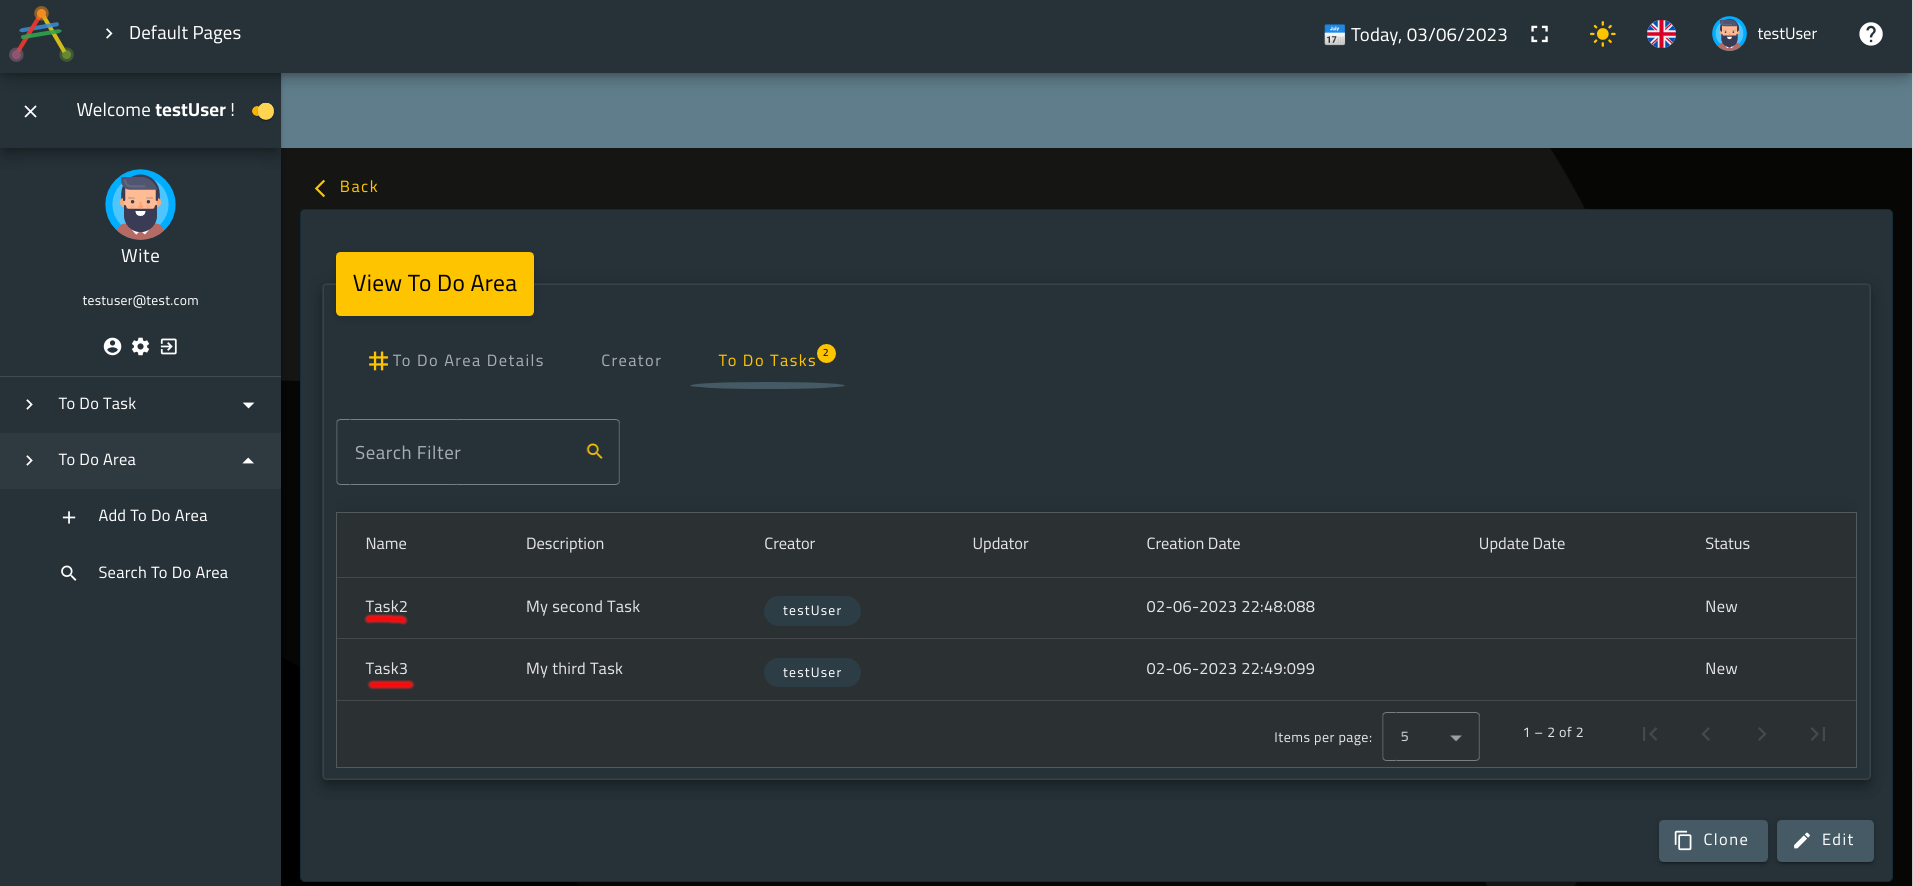 Default Pages
JULY
17
Today, 03/06/2023
testUser
?
Welcome testUser !
Wite
testuser@test.com
To Do Task
To Do Area
Add To Do Area
Search To Do Area
Back
View To Do Area
To Do Area Details
Creator
To Do Tasks
2
Search Filter
Name Description Creator Updator Creation Date Update Date Status
Task2 My second Task testUser 02-06-2023 22:48:088 New
Task3 My third Task testUser 02-06-2023 22:49:099 New
Items per page: 5 1 – 2 of 2
Clone
Edit